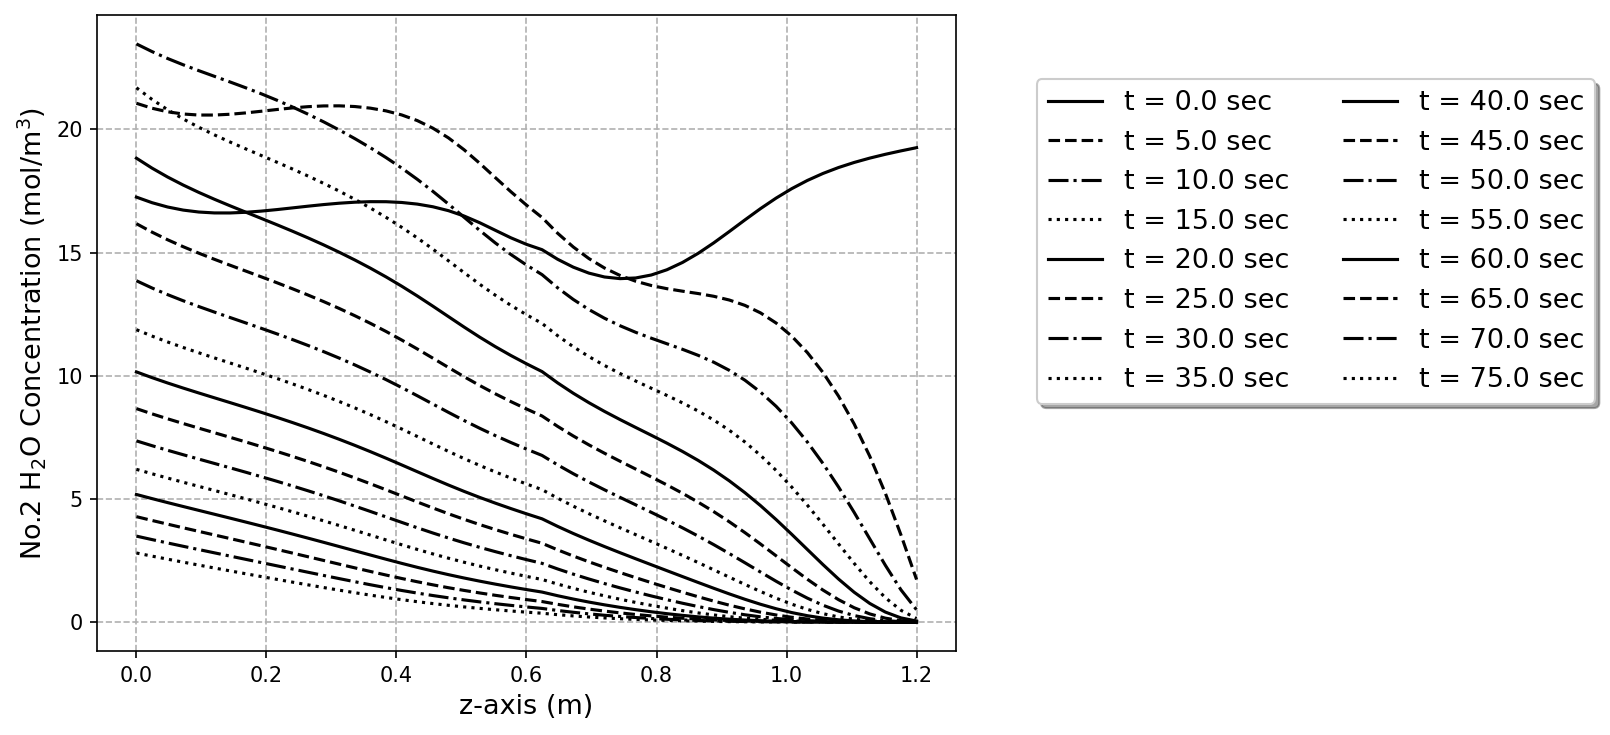 No.2 H₂O Concentration (mol/m³)
20
15
10
5
0
0.0 0.2 0.4 0.6 0.8 1.0 1.2
z-axis (m)
t = 0.0 sec
t = 5.0 sec
t = 10.0 sec
t = 15.0 sec
t = 20.0 sec
t = 25.0 sec
t = 30.0 sec
t = 35.0 sec
t = 40.0 sec
t = 45.0 sec
t = 50.0 sec
t = 55.0 sec
t = 60.0 sec
t = 65.0 sec
t = 70.0 sec
t = 75.0 sec